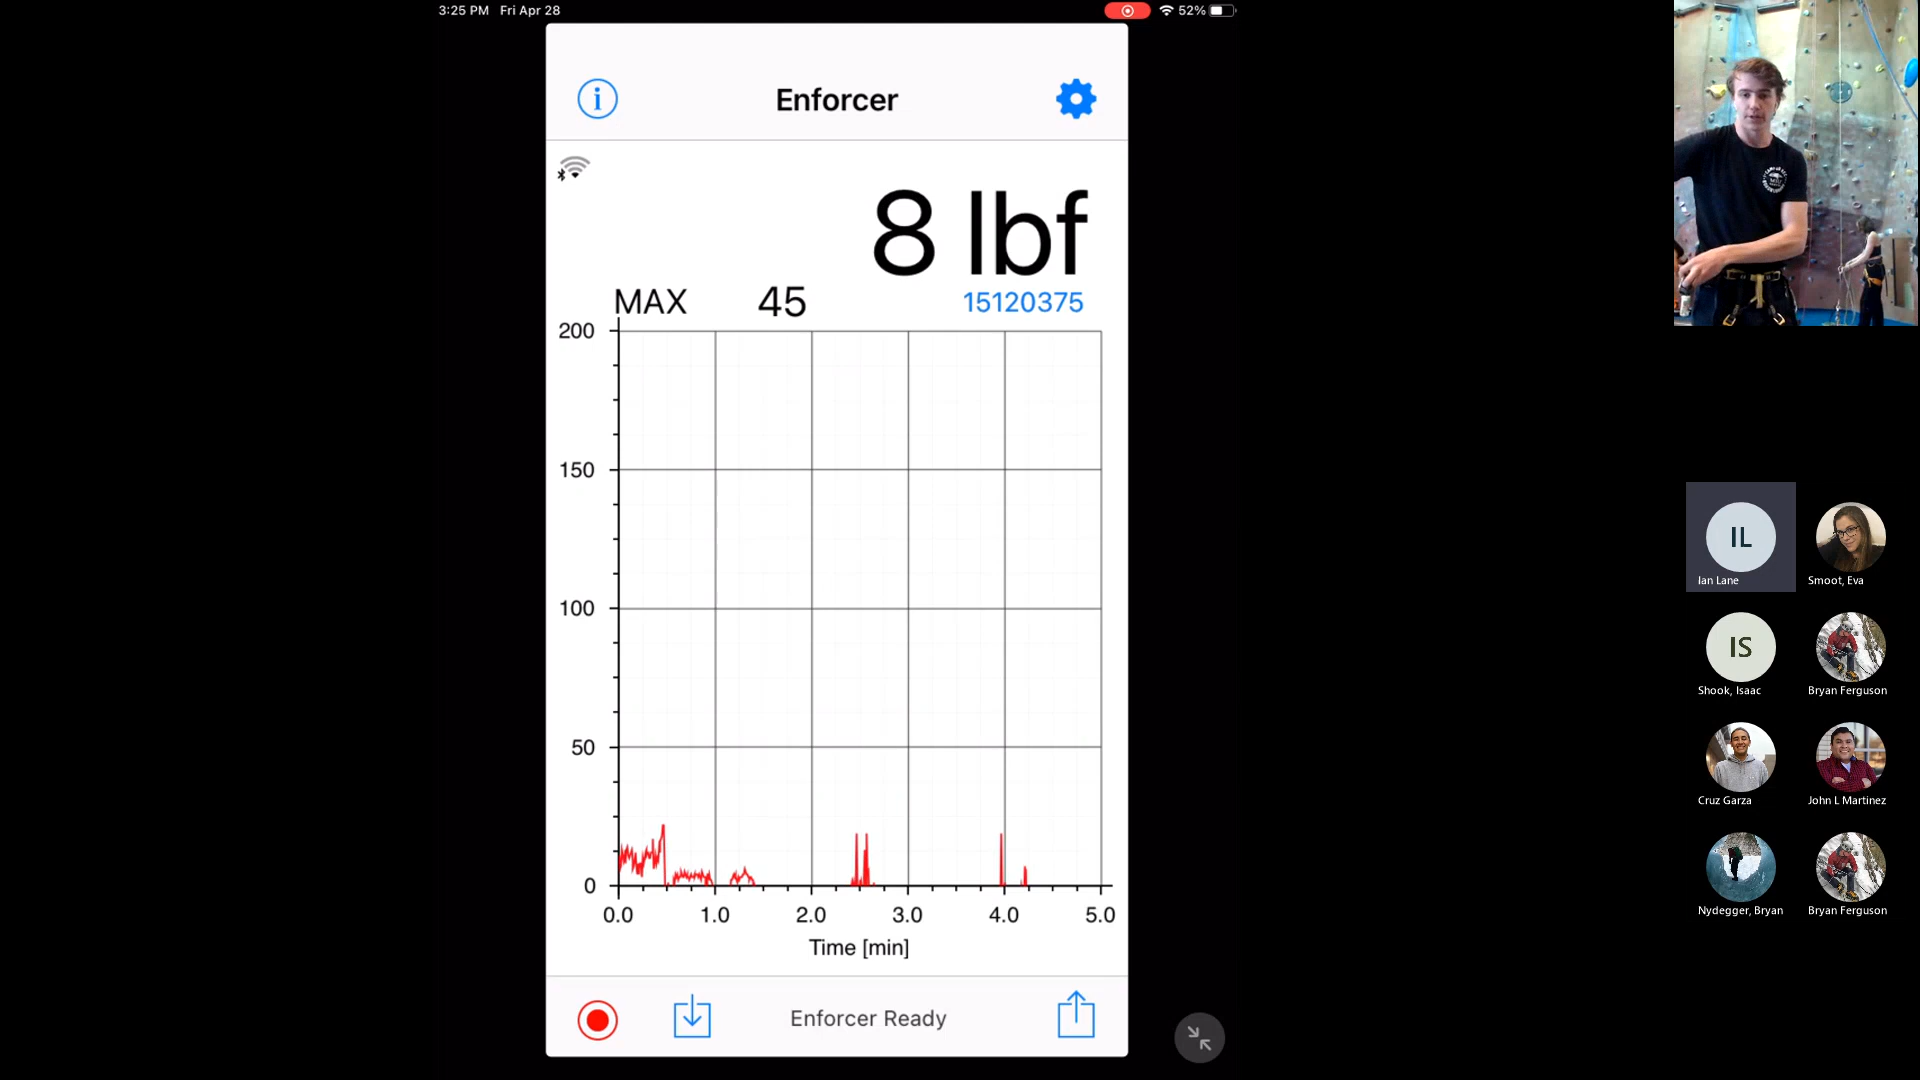 3:25 PM Fri Apr 28
52%
Enforcer
8 lbf
MAX 45 15120375
200
150
100
50
0
0.0 1.0 2.0 3.0 4.0 5.0
Time [min]
Enforcer Ready
IL
Ian Lane
Smoot, Eva
IS
Shook, Isaac
Bryan Ferguson
Cruz Garza
John L Martinez
Nydegger, Bryan
Bryan Ferguson